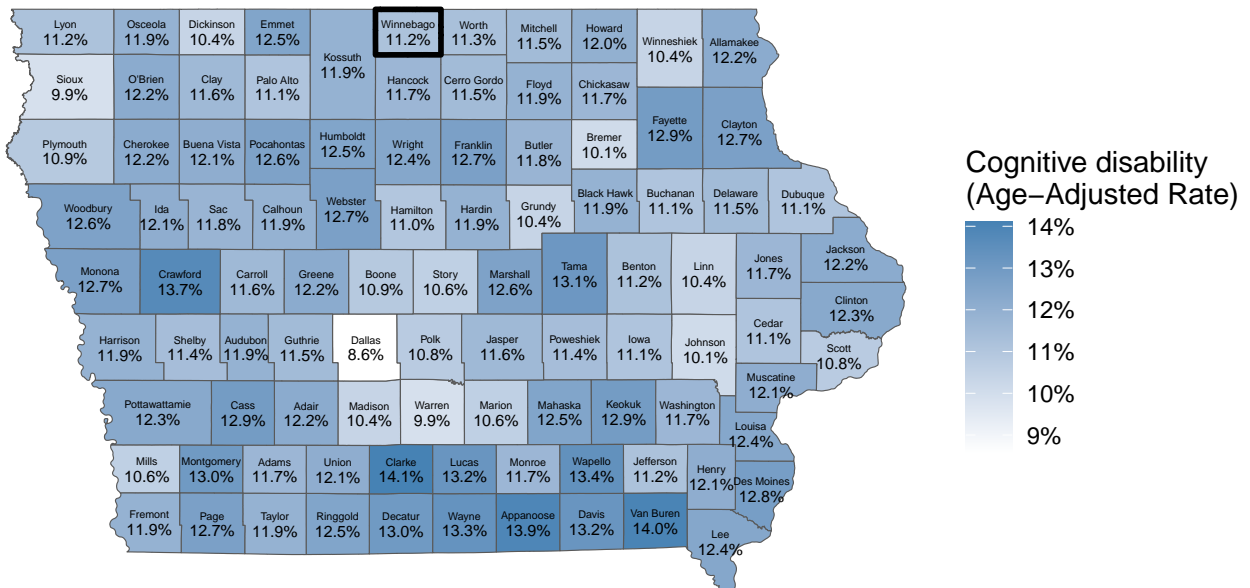 Lyon
11.2%
Osceola
11.9%
Dickinson
10.4%
Emmet
12.5%
Winnebago
11.2%
Worth
11.3%
Mitchell
11.5%
Howard
12.0%
Winneshiek
10.4%
Allamakee
12.2%
Kossuth
11.9%
Sioux
9.9%
O'Brien
12.2%
Clay
11.6%
Palo Alto
11.1%
Hancock
11.7%
Cerro Gordo
11.5%
Floyd
11.9%
Chickasaw
11.7%
Fayette
12.9%
Clayton
12.7%
Plymouth
10.9%
Cherokee
12.2%
Buena Vista
12.1%
Pocahontas
12.6%
Humboldt
12.5%
Wright
12.4%
Franklin
12.7%
Butler
11.8%
Bremer
10.1%
Woodbury
12.6%
Ida
12.1%
Sac
11.8%
Calhoun
11.9%
Webster
12.7%
Hamilton
11.0%
Hardin
11.9%
Grundy
10.4%
Black Hawk
11.9%
Buchanan
11.1%
Delaware
11.5%
Dubuque
11.1%
Monona
12.7%
Crawford
13.7%
Carroll
11.6%
Greene
12.2%
Boone
10.9%
Story
10.6%
Marshall
12.6%
Tama
13.1%
Benton
11.2%
Linn
10.4%
Jones
11.7%
Jackson
12.2%
Clinton
12.3%
Harrison
11.9%
Shelby
11.4%
Audubon
11.9%
Guthrie
11.5%
Dallas
8.6%
Polk
10.8%
Jasper
11.6%
Poweshiek
11.4%
Iowa
11.1%
Johnson
10.1%
Cedar
11.1%
Scott
10.8%
Muscatine
12.1%
Pottawattamie
12.3%
Cass
12.9%
Adair
12.2%
Madison
10.4%
Warren
9.9%
Marion
10.6%
Mahaska
12.5%
Keokuk
12.9%
Washington
11.7%
Louisa
12.4%
Mills
10.6%
Montgomery
13.0%
Adams
11.7%
Union
12.1%
Clarke
14.1%
Lucas
13.2%
Monroe
11.7%
Wapello
13.4%
Jefferson
11.2%
Henry
12.1%
Des Moines
12.8%
Fremont
11.9%
Page
12.7%
Taylor
11.9%
Ringgold
12.5%
Decatur
13.0%
Wayne
13.3%
Appanoose
13.9%
Davis
13.2%
Van Buren
14.0%
Lee
12.4%
Cognitive disability
(Age−Adjusted Rate)
14%
13%
12%
11%
10%
9%